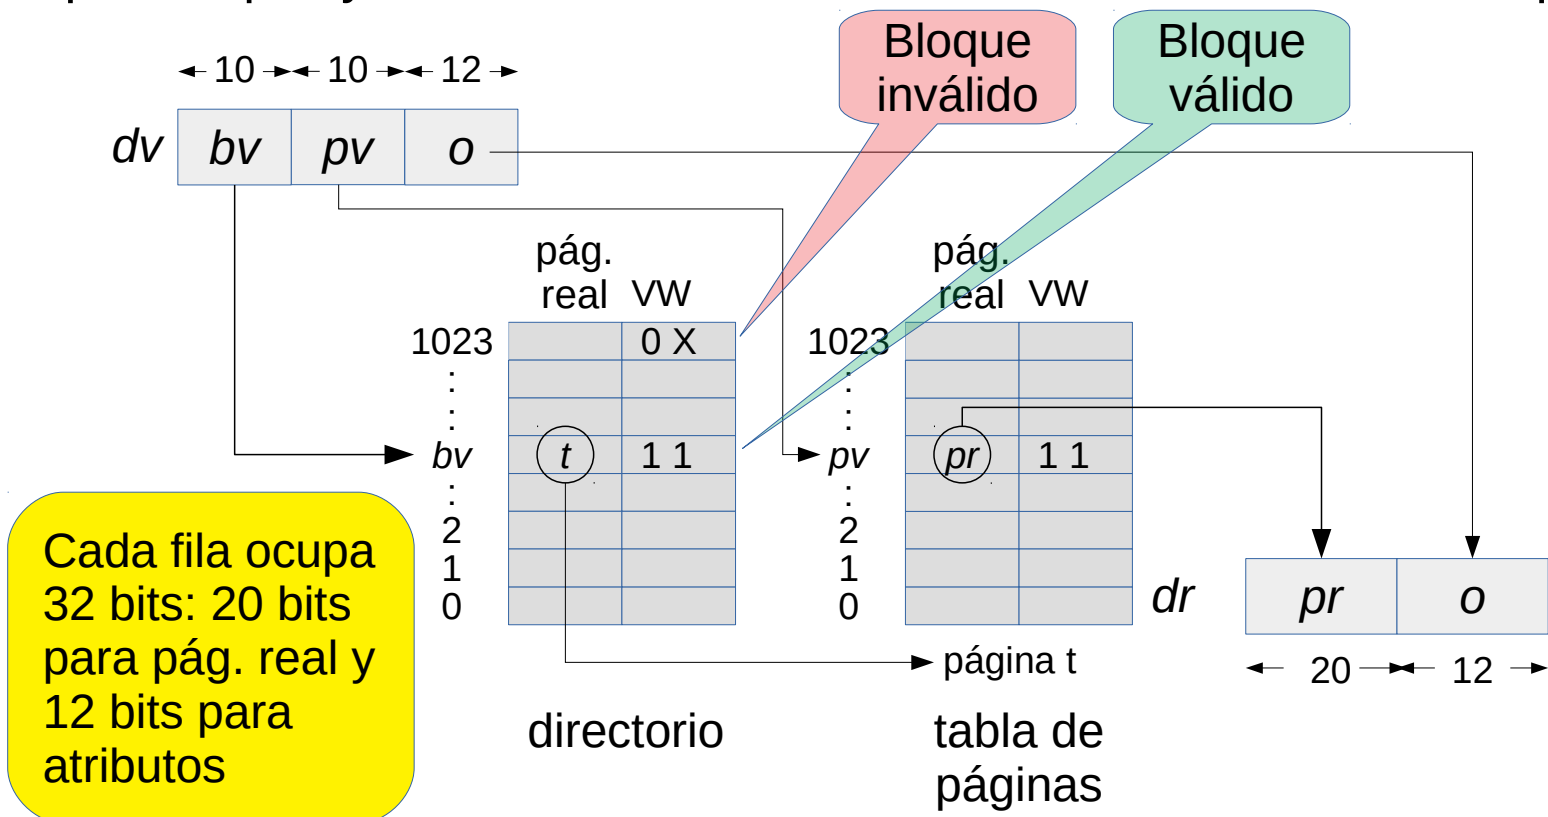 Bloque
inválido
Bloque
válido
10 10 12
dv bv pv o
pág.
real VW
pág.
real VW
1023 0 X
1023
:
:
:
:
bv t 1 1
pv pr 1 1
:
:
2
1
0
2
1
0
Cada fila ocupa
32 bits: 20 bits
para pág. real y
12 bits para
atributos
dr pr o
20 12
página t
directorio
tabla de
páginas